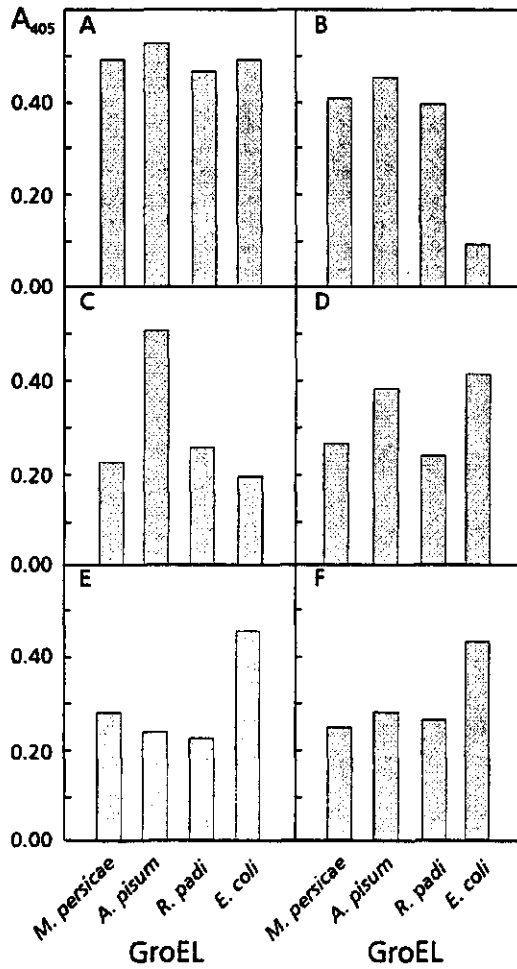 A405
A
B
0.40
0.20
0.00
C
D
0.40
0.20
0.00
E
F
0.40
0.20
0.00
M. persicae
A. pisum
R. padi
E. coli
M. persicae
A. pisum
R. padi
E. coli
GroEL
GroEL